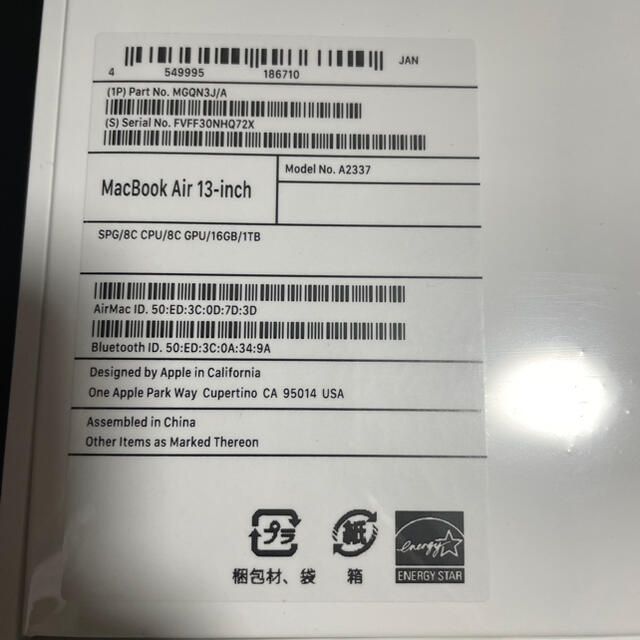 JAN
4 549995 186710
(1P) Part No. MGQN3J/A
(S) Serial No. FVFF30NHQ72X
MacBook Air 13-inch
Model No. A2337
SPG/8C CPU/8C GPU/16GB/1TB
AirMac ID. 50:ED:3C:0D:7D:3D
Bluetooth ID. 50:ED:3C:0A:34:9A
Designed by Apple in California
One Apple Park Way Cupertino CA 95014 USA
Assembled in China
Other Items as Marked Thereon
プラ
紙
energy
ENERGY STAR
梱包材、袋
箱